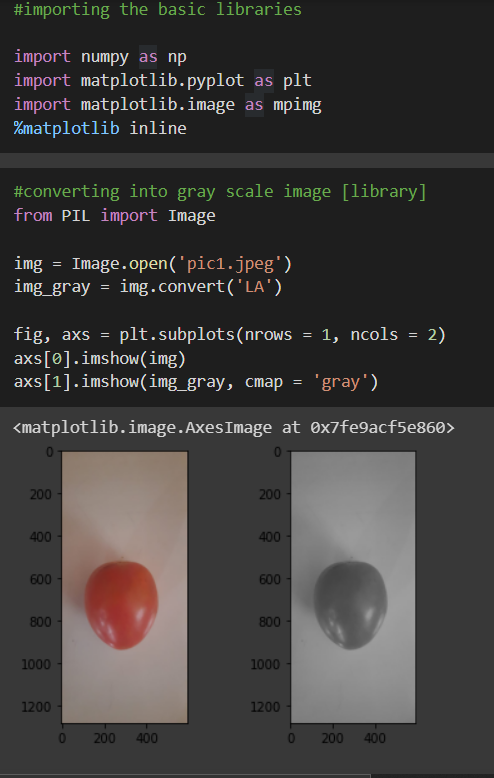 #importing the basic libraries
import numpy as np
import matplotlib.pyplot as plt
import matplotlib.image as mpimg
%matplotlib inline
#converting into gray scale image [library]
from PIL import Image
img = Image.open('pic1.jpeg')
img_gray = img.convert('LA')
fig, axs = plt.subplots(nrows = 1, ncols = 2)
axs[0].imshow(img)
axs[1].imshow(img_gray, cmap = 'gray')
<matplotlib.image.AxesImage at 0x7fe9acf5e860>
0
200
400
600
800
1000
1200
0 200 400
0
200
400
600
800
1000
1200
0 200 400